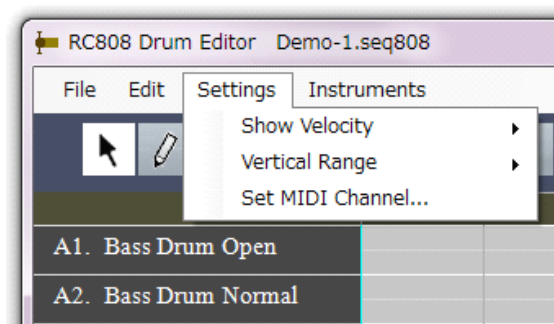 RC808 Drum Editor Demo-1.seq808
File Edit Settings Instruments
Show Velocity
Vertical Range
Set MIDI Channel...
A1. Bass Drum Open
A2. Bass Drum Normal